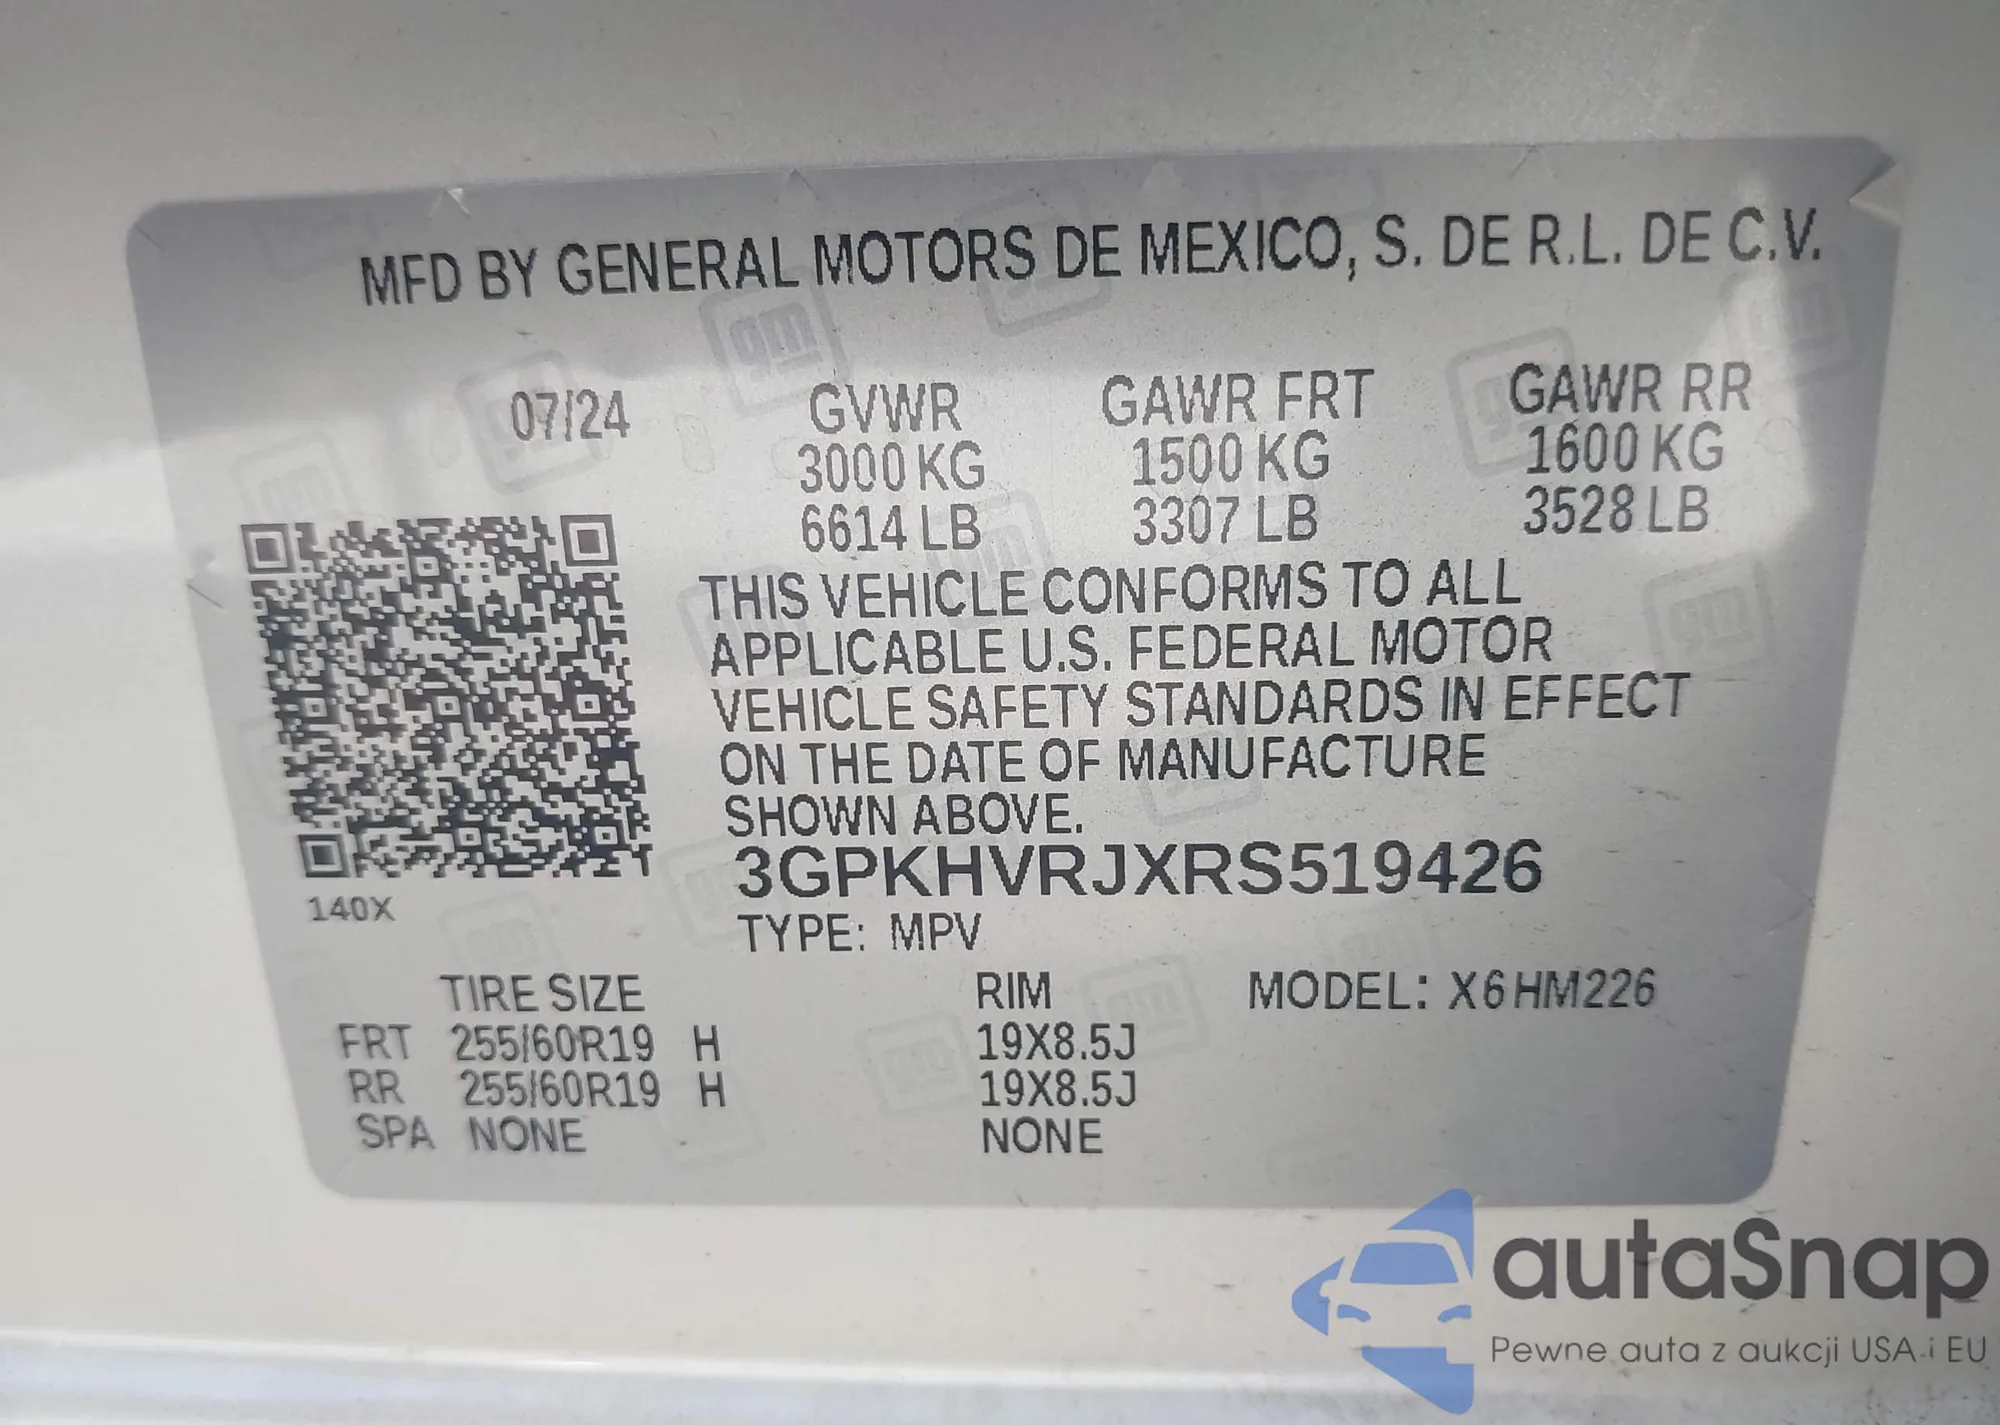 MFD BY GENERAL MOTORS DE MEXICO, S. DE R.L. DE C.V.
07/24 GVWR GAWR FRT GAWR RR
3000 KG 1500 KG 1600 KG
6614 LB 3307 LB 3528 LB
THIS VEHICLE CONFORMS TO ALL
APPLICABLE U.S. FEDERAL MOTOR
VEHICLE SAFETY STANDARDS IN EFFECT
ON THE DATE OF MANUFACTURE
SHOWN ABOVE.
3GPKHVRJXRS519426
140X
TYPE: MPV
TIRE SIZE RIM MODEL: X6HM226
FRT 255/60R19 H 19X8.5J
RR 255/60R19 H 19X8.5J
SPA NONE NONE
autaSnap
Pewne auta z aukcji USA i EU